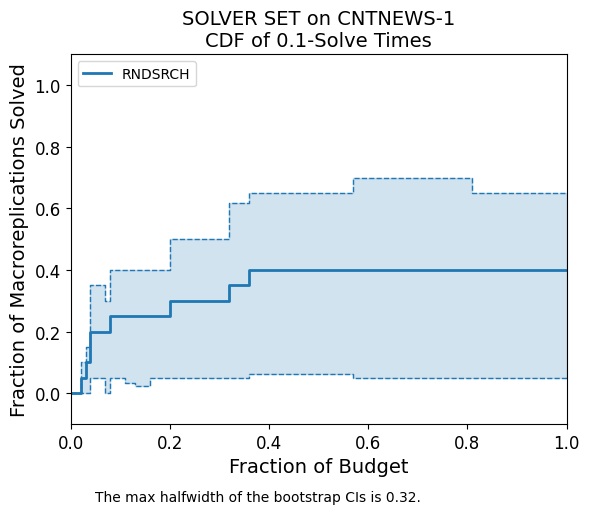 SOLVER SET on CNTNEWS-1
CDF of 0.1-Solve Times
RNDSRCH
Fraction of Macroreplications Solved
1.0
0.8
0.6
0.4
0.2
0.0
0.0 0.2 0.4 0.6 0.8 1.0
Fraction of Budget
The max halfwidth of the bootstrap CIs is 0.32.